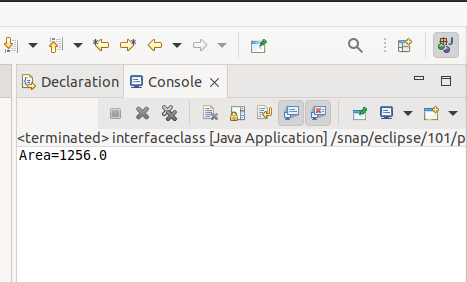 Declaration Console
<terminated> interfaceclass [Java Application] /snap/eclipse/101/p
Area=1256.0